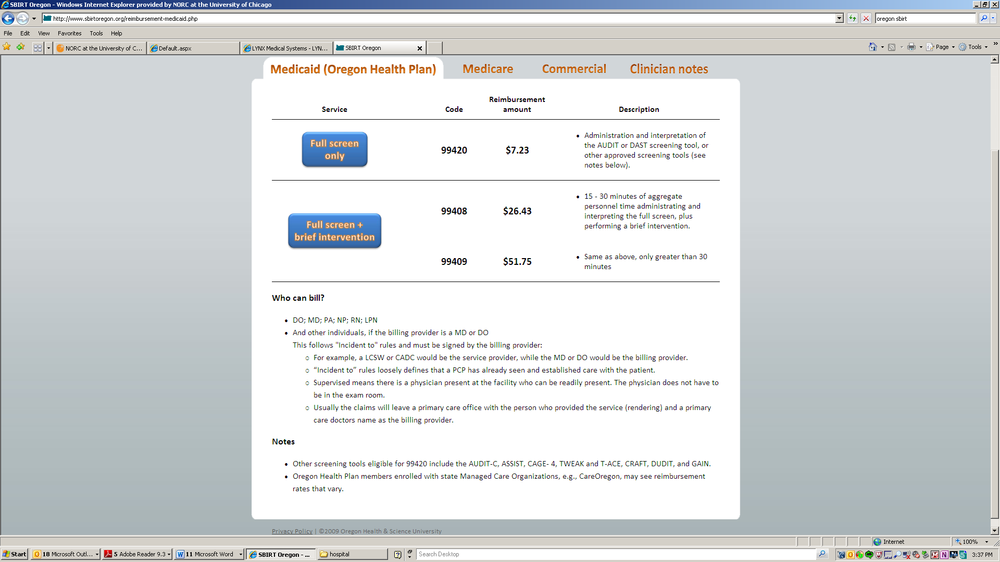 SBIRT Oregon - Windows Internet Explorer provided by NORC at the University of Chicago
http://www.sbirtoregon.org/reimbursement-medicaid.php
oregon sbirt
File Edit View Favorites Tools Help
NORC at the University of C...
Default.aspx
LYNX Medical Systems - LYN...
SBIRT Oregon
Page
Tools
Medicaid (Oregon Health Plan)
Medicare
Commercial
Clinician notes
Reimbursement
Service Code amount Description
Full screen
only
99420
$7.23
• Administration and interpretation of
the AUDIT or DAST screening tool, or
other approved screening tools (see
notes below).
Full screen +
brief intervention
99408
$26.43
• 15 - 30 minutes of aggregate
personnel time administrating and
interpreting the full screen, plus
performing a brief intervention.
99409
$51.75
• Same as above, only greater than 30
minutes
Who can bill?
• DO; MD; PA; NP; RN; LPN
• And other individuals, if the billing provider is a MD or DO
This follows "Incident to" rules and must be signed by the billing provider:
○ For example, a LCSW or CADC would be the service provider, while the MD or DO would be the billing provider.
○ “Incident to” rules loosely defines that a PCP has already seen and established care with the patient.
○ Supervised means there is a physician present at the facility who can be readily present. The physician does not have to
be in the exam room.
○ Usually the claims will leave a primary care office with the person who provided the service (rendering) and a primary
care doctors name as the billing provider.
Notes
• Other screening tools eligible for 99420 include the AUDIT-C, ASSIST, CAGE- 4, TWEAK and T-ACE, CRAFT, DUDIT, and GAIN.
• Oregon Health Plan members enrolled with state Managed Care Organizations, e.g., CareOregon, may see reimbursement
rates that vary.
Privacy Policy | ©2009 Oregon Health & Science University
Internet
100%
Start
18 Microsoft Outl...
5 Adobe Reader 9.3
11 Microsoft Word
SBIRT Oregon - ...
hospital
Search Desktop
3:37 PM